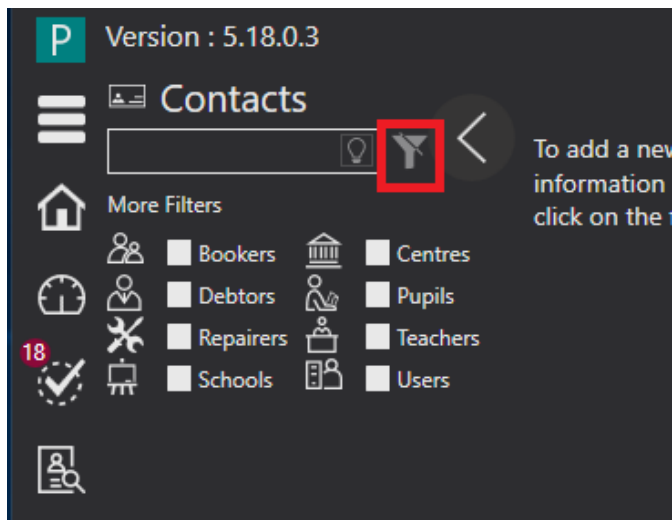 P Version : 5.18.0.3
Contacts
To add a new
information
click on the
More Filters
Bookers Centres
Debtors Pupils
Repairers Teachers
18
Schools Users